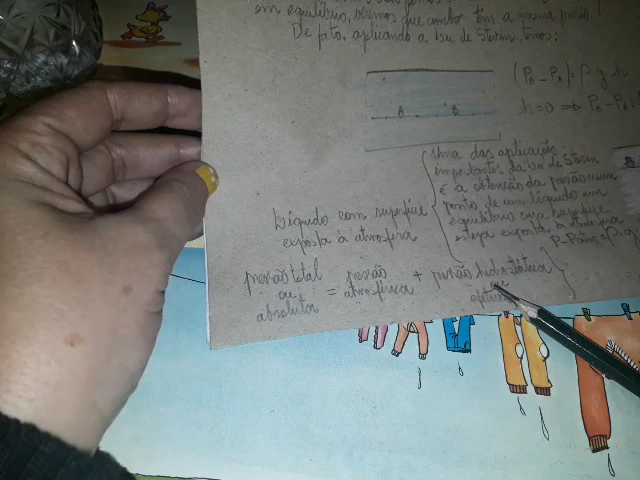 em equilíbrio, vemos que ambos têm a mesma pressão.
De fato, aplicando a Lei de Stevin, temos:
(PB - PA) = ρ g h
A B
h = 0 ⇒ PB - PA
Uma das aplicações
importantes da Lei de Stevin
é a obtenção da pressão num
ponto de um líquido em
equilíbrio cuja superfície
esteja exposta à atmosfera
P - Patm = ρ g
Líquido com superfície
exposta à atmosfera
pressão total
ou
absoluta
= pressão
atmosférica
+ pressão hidrostática
ou